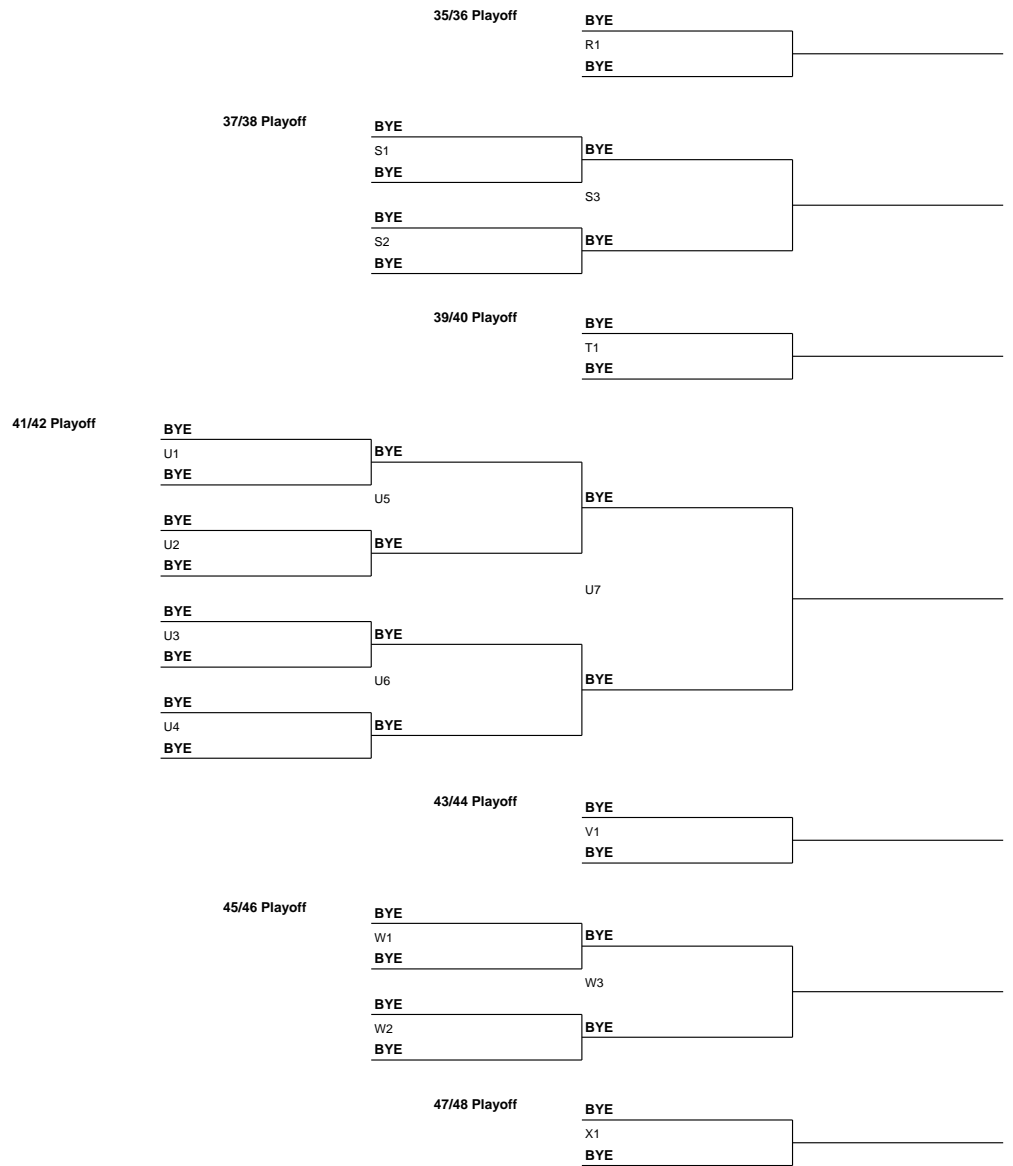 35/36 Playoff
BYE
R1
BYE
37/38 Playoff
BYE
S1
BYE
BYE
S3
BYE
S2
BYE
BYE
39/40 Playoff
BYE
T1
BYE
41/42 Playoff
BYE
U1
BYE
BYE
U5
BYE
BYE
U2
BYE
BYE
U7
BYE
U3
BYE
BYE
U6
BYE
BYE
U4
BYE
BYE
43/44 Playoff
BYE
V1
BYE
45/46 Playoff
BYE
W1
BYE
BYE
W3
BYE
W2
BYE
BYE
47/48 Playoff
BYE
X1
BYE